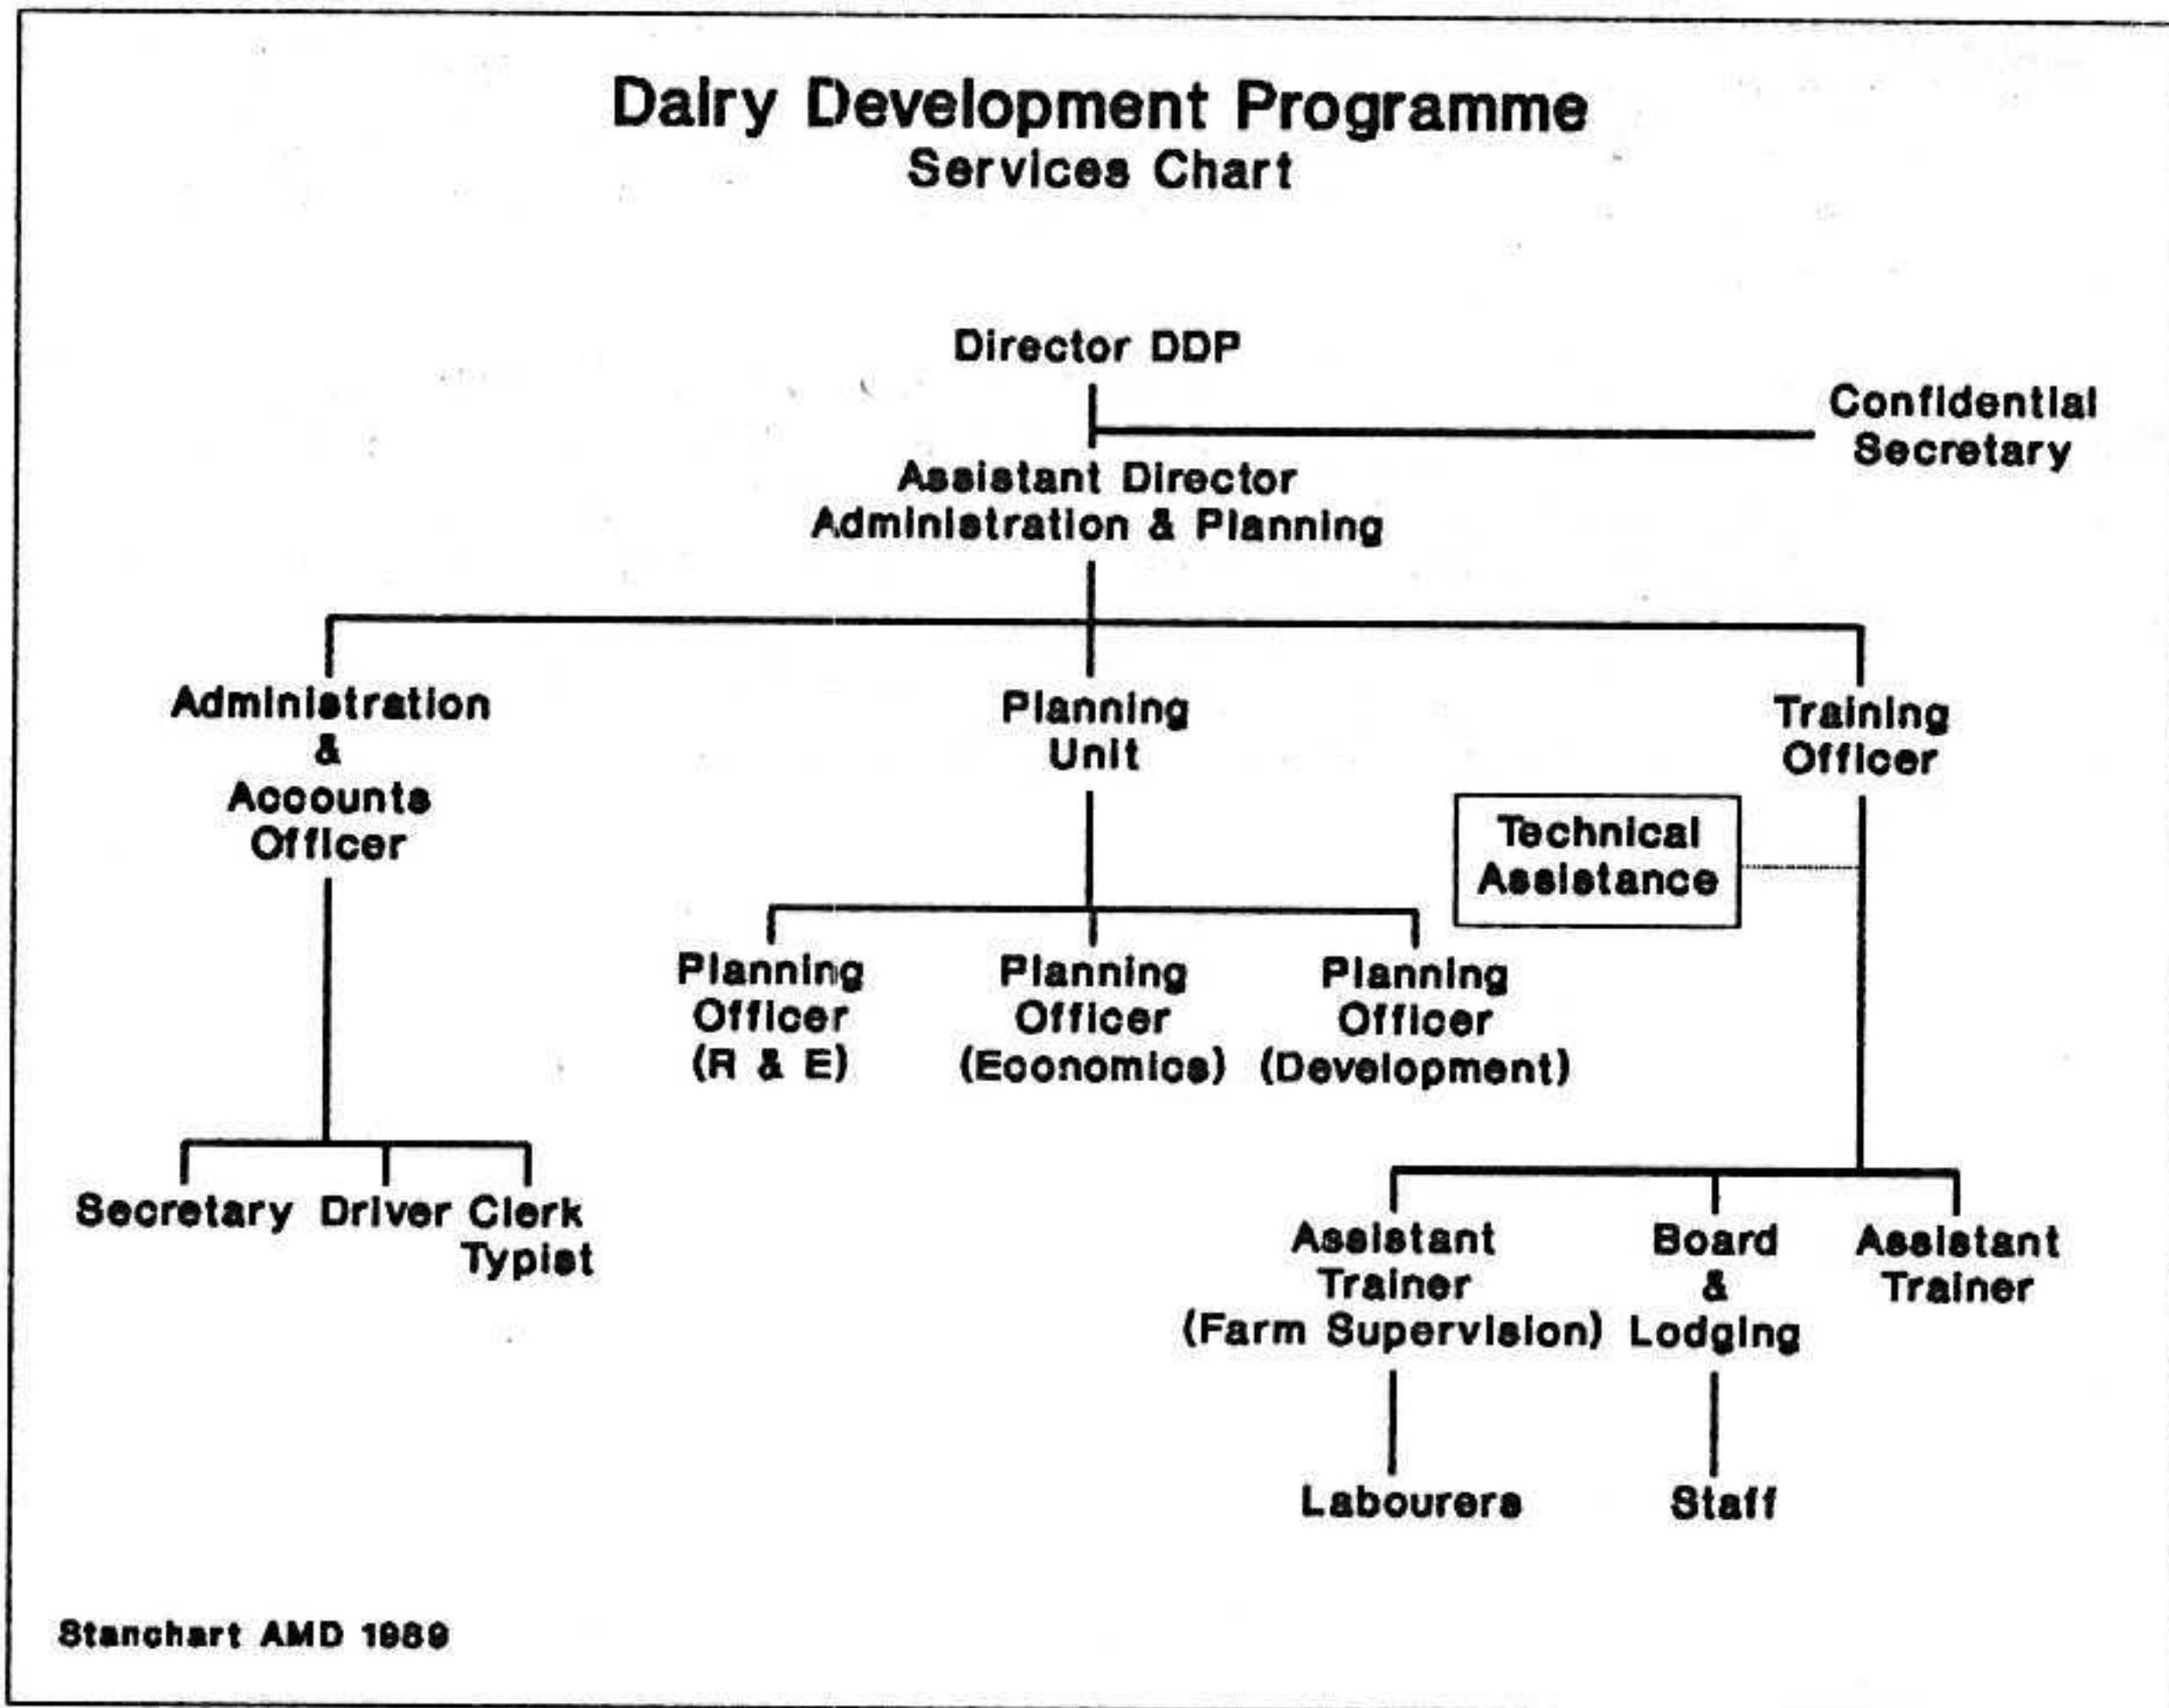 Dairy Development Programme
Services Chart
Director DDP
Confidential
Secretary
Assistant Director
Administration & Planning
Administration
&
Accounts
Officer
Planning
Unit
Training
Officer
Technical
Assistance
Planning
Officer
(R & E)
Planning
Officer
(Economics)
Planning
Officer
(Development)
Secretary
Driver
Clerk
Typist
Assistant
Trainer
(Farm Supervision)
Board
&
Lodging
Assistant
Trainer
Labourers
Staff
Stanchart AMD 1989